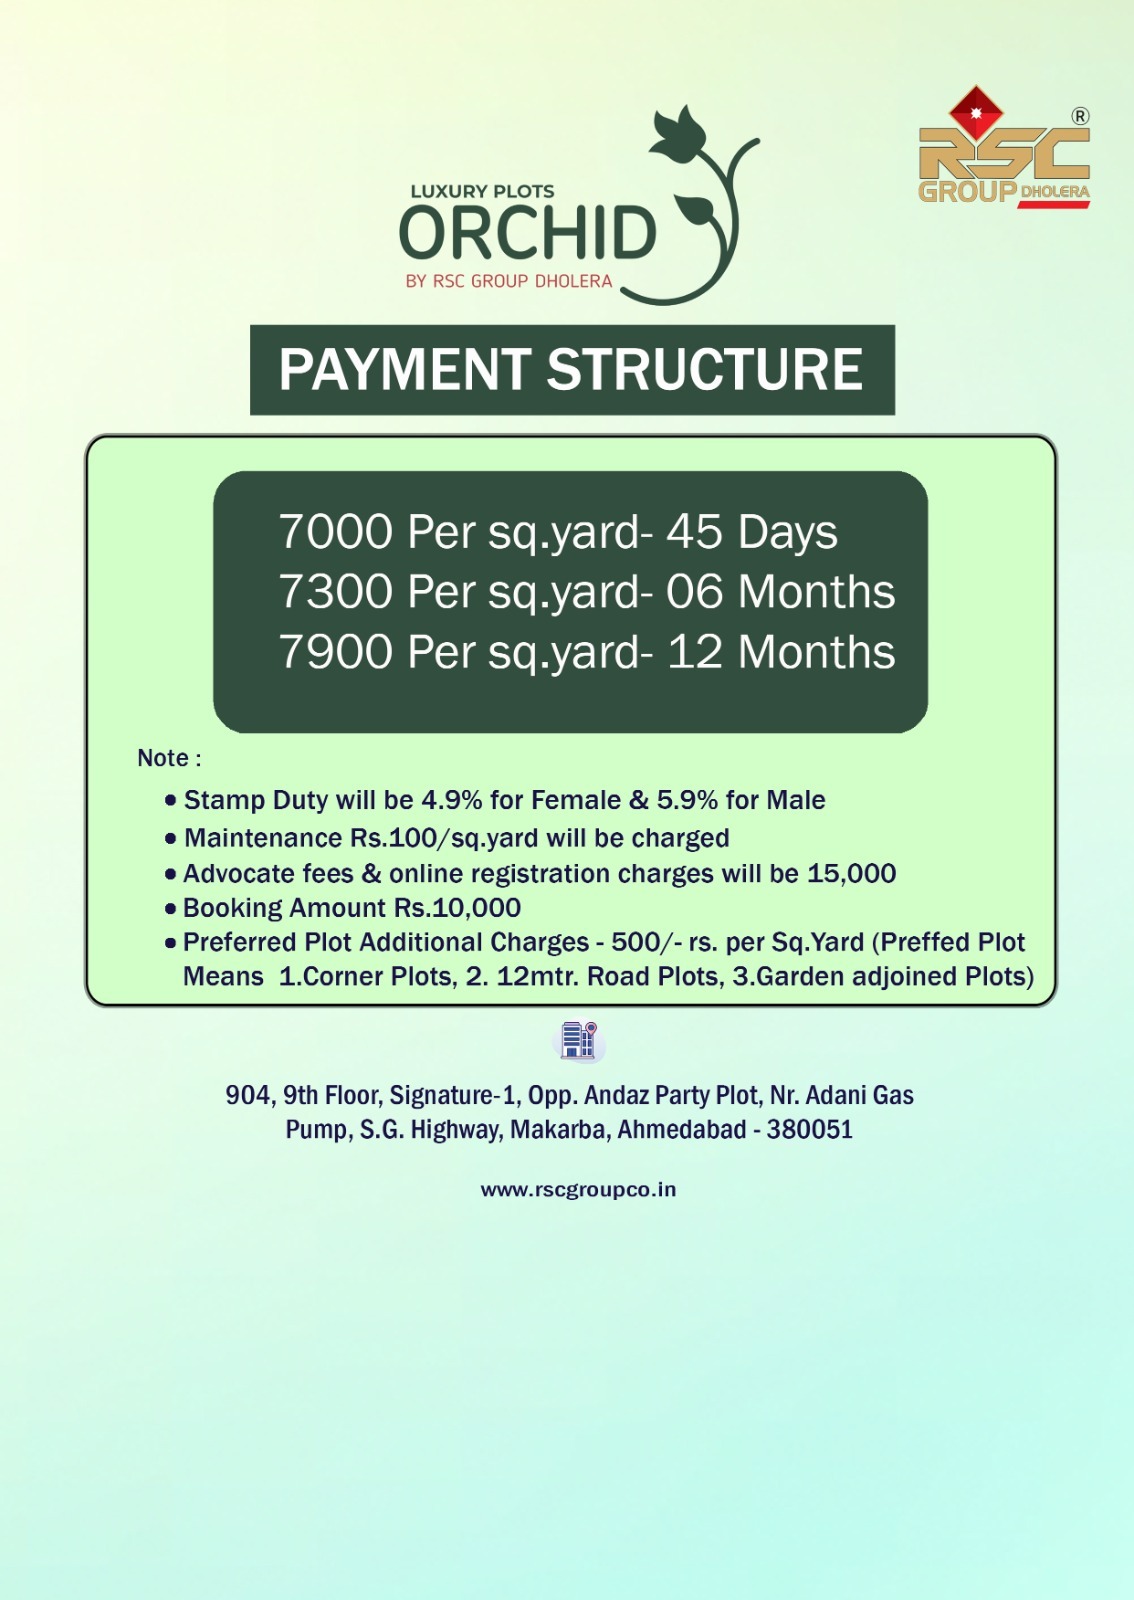 RSC ®
GROUP DHOLERA
LUXURY PLOTS
ORCHID
BY RSC GROUP DHOLERA
PAYMENT STRUCTURE
7000 Per sq.yard- 45 Days
7300 Per sq.yard- 06 Months
7900 Per sq.yard- 12 Months
Note :
• Stamp Duty will be 4.9% for Female & 5.9% for Male
• Maintenance Rs.100/sq.yard will be charged
• Advocate fees & online registration charges will be 15,000
• Booking Amount Rs.10,000
• Preferred Plot Additional Charges - 500/- rs. per Sq.Yard (Preffed Plot
Means 1.Corner Plots, 2. 12mtr. Road Plots, 3.Garden adjoined Plots)
904, 9th Floor, Signature-1, Opp. Andaz Party Plot, Nr. Adani Gas
Pump, S.G. Highway, Makarba, Ahmedabad - 380051
www.rscgroupco.in